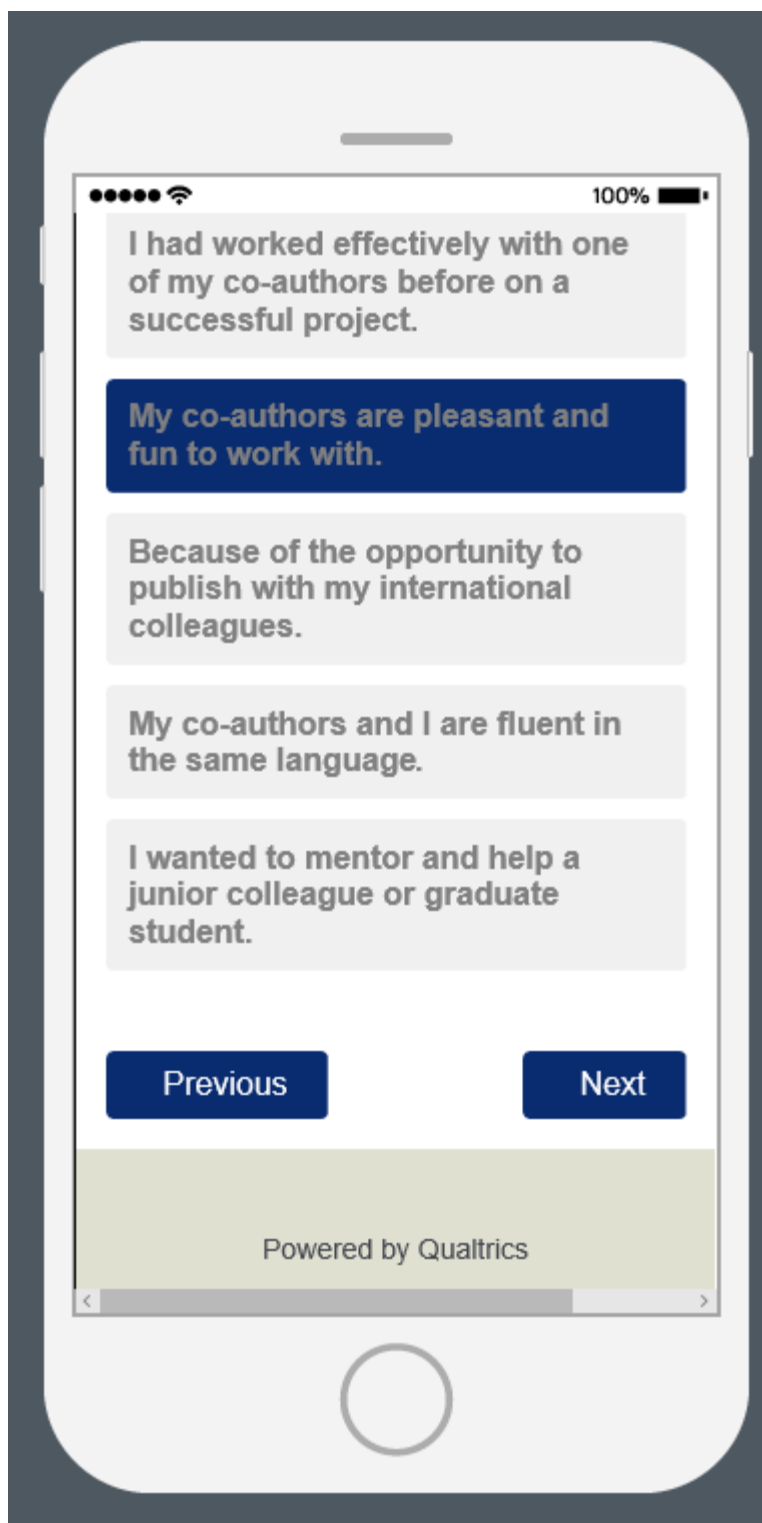 100%
I had worked effectively with one
of my co-authors before on a
successful project.
My co-authors are pleasant and
fun to work with.
Because of the opportunity to
publish with my international
colleagues.
My co-authors and I are fluent in
the same language.
I wanted to mentor and help a
junior colleague or graduate
student.
Previous
Next
Powered by Qualtrics